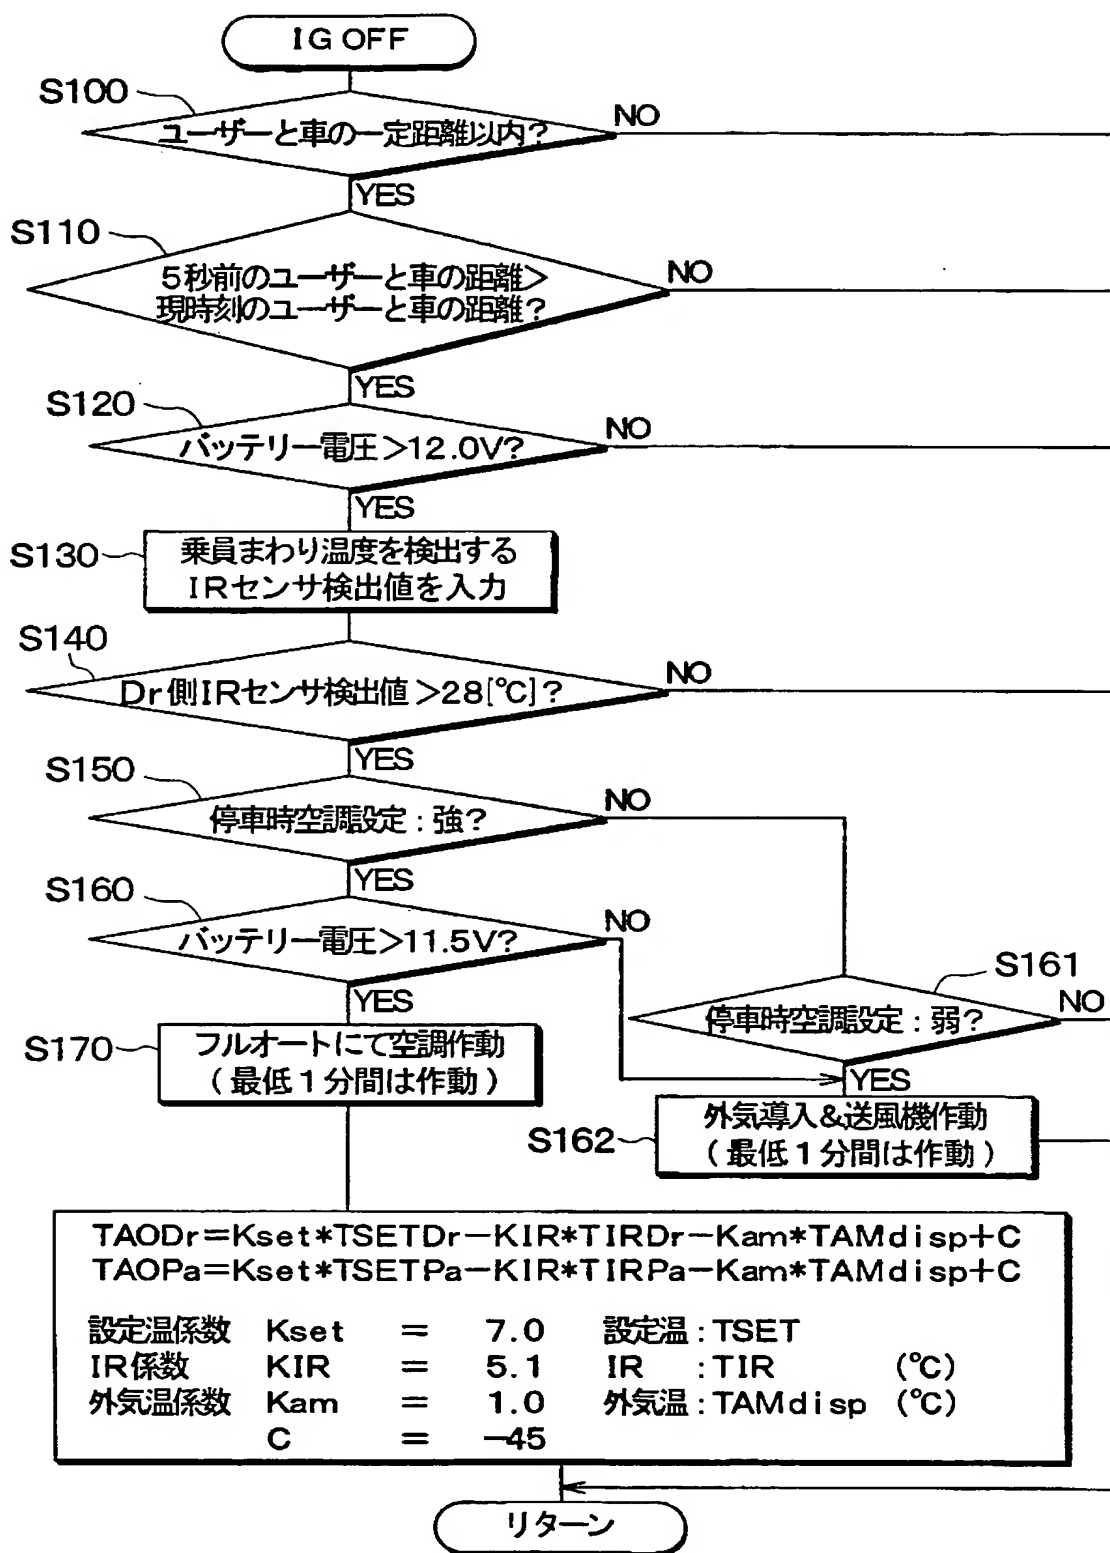 IG OFF
S100
ユーザーと車の一定距離以内?
NO
YES
S110
5秒前のユーザーと車の距離>
現時刻のユーザーと車の距離?
NO
YES
S120
バッテリー電圧>12.0V?
NO
YES
S130
乗員まわり温度を検出する
IRセンサ検出値を入力
S140
Dr側IRセンサ検出値>28[℃]?
NO
YES
S150
停車時空調設定:強?
NO
YES
S160
バッテリー電圧>11.5V?
NO
YES
S161
停車時空調設定:弱?
NO
YES
S170
フルオートにて空調作動
(最低1分間は作動)
S162
外気導入&送風機作動
(最低1分間は作動)
TAODr=Kset*TSETDr−KIR*TIRDr−Kam*TAMdisp+C
TAOPa=Kset*TSETPa−KIR*TIRPa−Kam*TAMdisp+C
設定温係数 Kset = 7.0 設定温:TSET
IR係数 KIR = 5.1 IR :TIR (℃)
外気温係数 Kam = 1.0 外気温:TAMdisp (℃)
C = −45
リターン